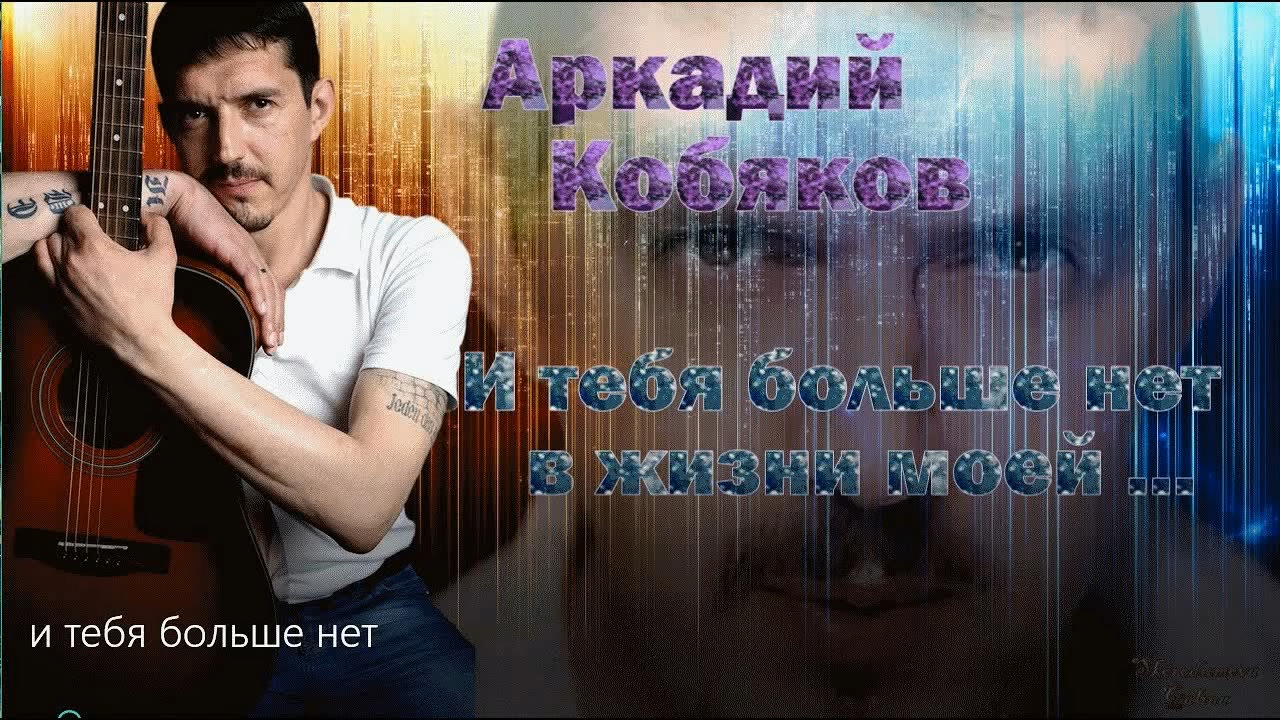 Аркадий
Кобяков
И тебя больше нет
в жизни моей ...
и тебя больше нет